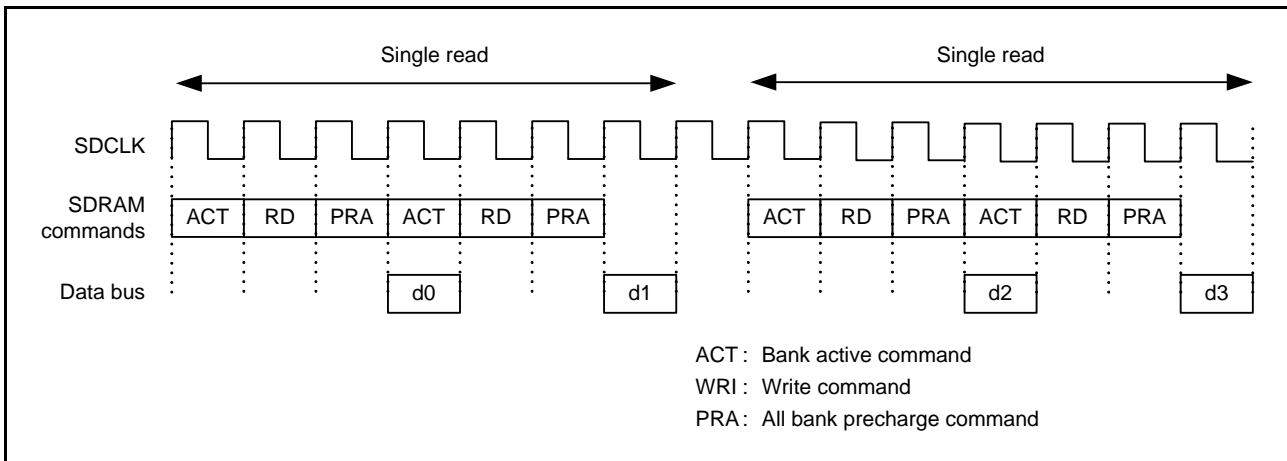 Single read Single read
SDCLK
SDRAM
commands
ACT RD PRA ACT RD PRA ACT RD PRA ACT RD PRA
Data bus d0 d1 d2 d3
ACT : Bank active command
WRI : Write command
PRA : All bank precharge command